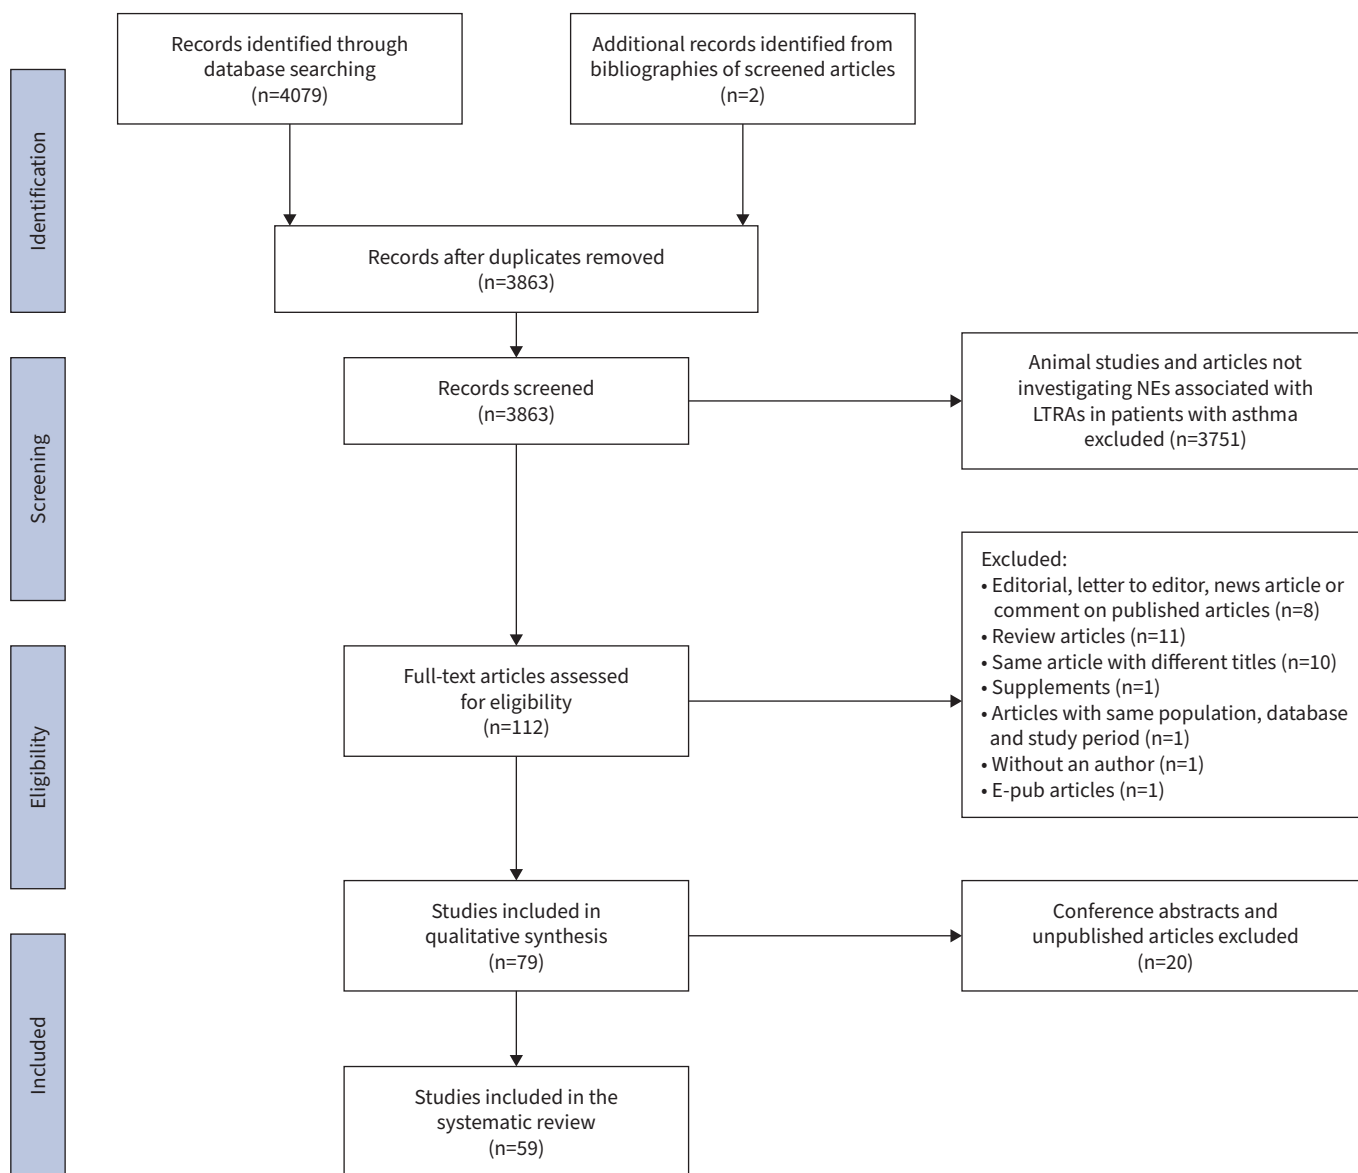 Records identified through
database searching
(n=4079)
Additional records identified from
bibliographies of screened articles
(n=2)
Identification
Records after duplicates removed
(n=3863)
Screening
Records screened
(n=3863)
Animal studies and articles not
investigating NEs associated with
LTRAs in patients with asthma
excluded (n=3751)
Eligibility
Full-text articles assessed
for eligibility
(n=112)
Excluded:
• Editorial, letter to editor, news article or
comment on published articles (n=8)
• Review articles (n=11)
• Same article with different titles (n=10)
• Supplements (n=1)
• Articles with same population, database
and study period (n=1)
• Without an author (n=1)
• E-pub articles (n=1)
Included
Studies included in
qualitative synthesis
(n=79)
Conference abstracts and
unpublished articles excluded
(n=20)
Studies included in the
systematic review
(n=59)